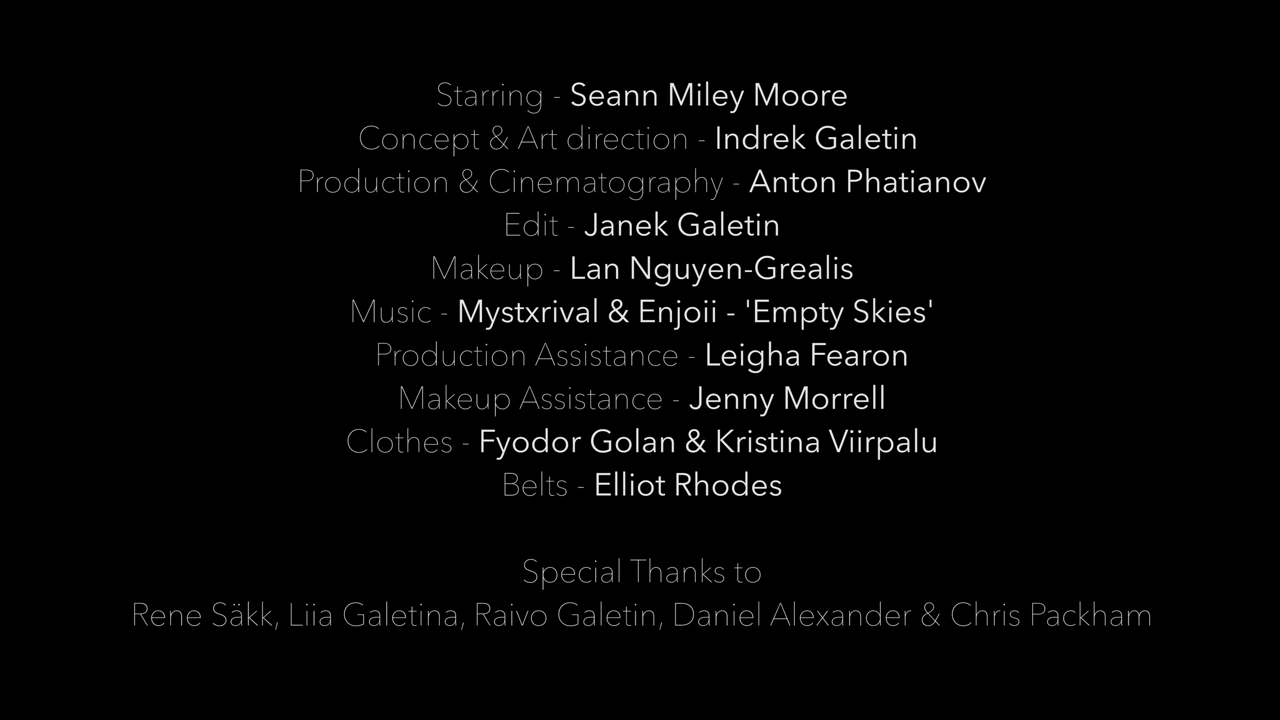 Starring - Seann Miley Moore
Concept & Art direction - Indrek Galetin
Production & Cinematography - Anton Phatianov
Edit - Janek Galetin
Makeup - Lan Nguyen-Grealis
Music - Mystxrival & Enjoii - 'Empty Skies'
Production Assistance - Leigha Fearon
Makeup Assistance - Jenny Morrell
Clothes - Fyodor Golan & Kristina Viirpalu
Belts - Elliot Rhodes
Special Thanks to
Rene Säkk, Liia Galetina, Raivo Galetin, Daniel Alexander & Chris Packham